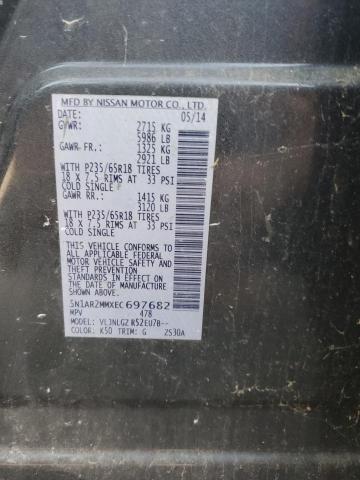 MFD BY NISSAN MOTOR CO., LTD.
DATE: 05/14
GVWR: 2715 KG
5986 LB
GAWR FR.: 1325 KG
2921 LB
WITH P235/65R18 TIRES
18 X 7.5 RIMS AT 33 PSI
COLD SINGLE
GAWR RR.: 1415 KG
3120 LB
WITH P235/65R18 TIRES
18 X 7.5 RIMS AT 33 PSI
COLD SINGLE
THIS VEHICLE CONFORMS
TO ALL APPLICABLE FEDERAL
MOTOR VEHICLE SAFETY
STANDARDS IN EFFECT ON
THE DATE OF MANUFACTURE
SHOWN ABOVE.
5N1AR2MMXEC697682
MPV 478
MODEL: VLJNLGZ R52EU7B--
COLOR: K50 TRIM: G ZS30A